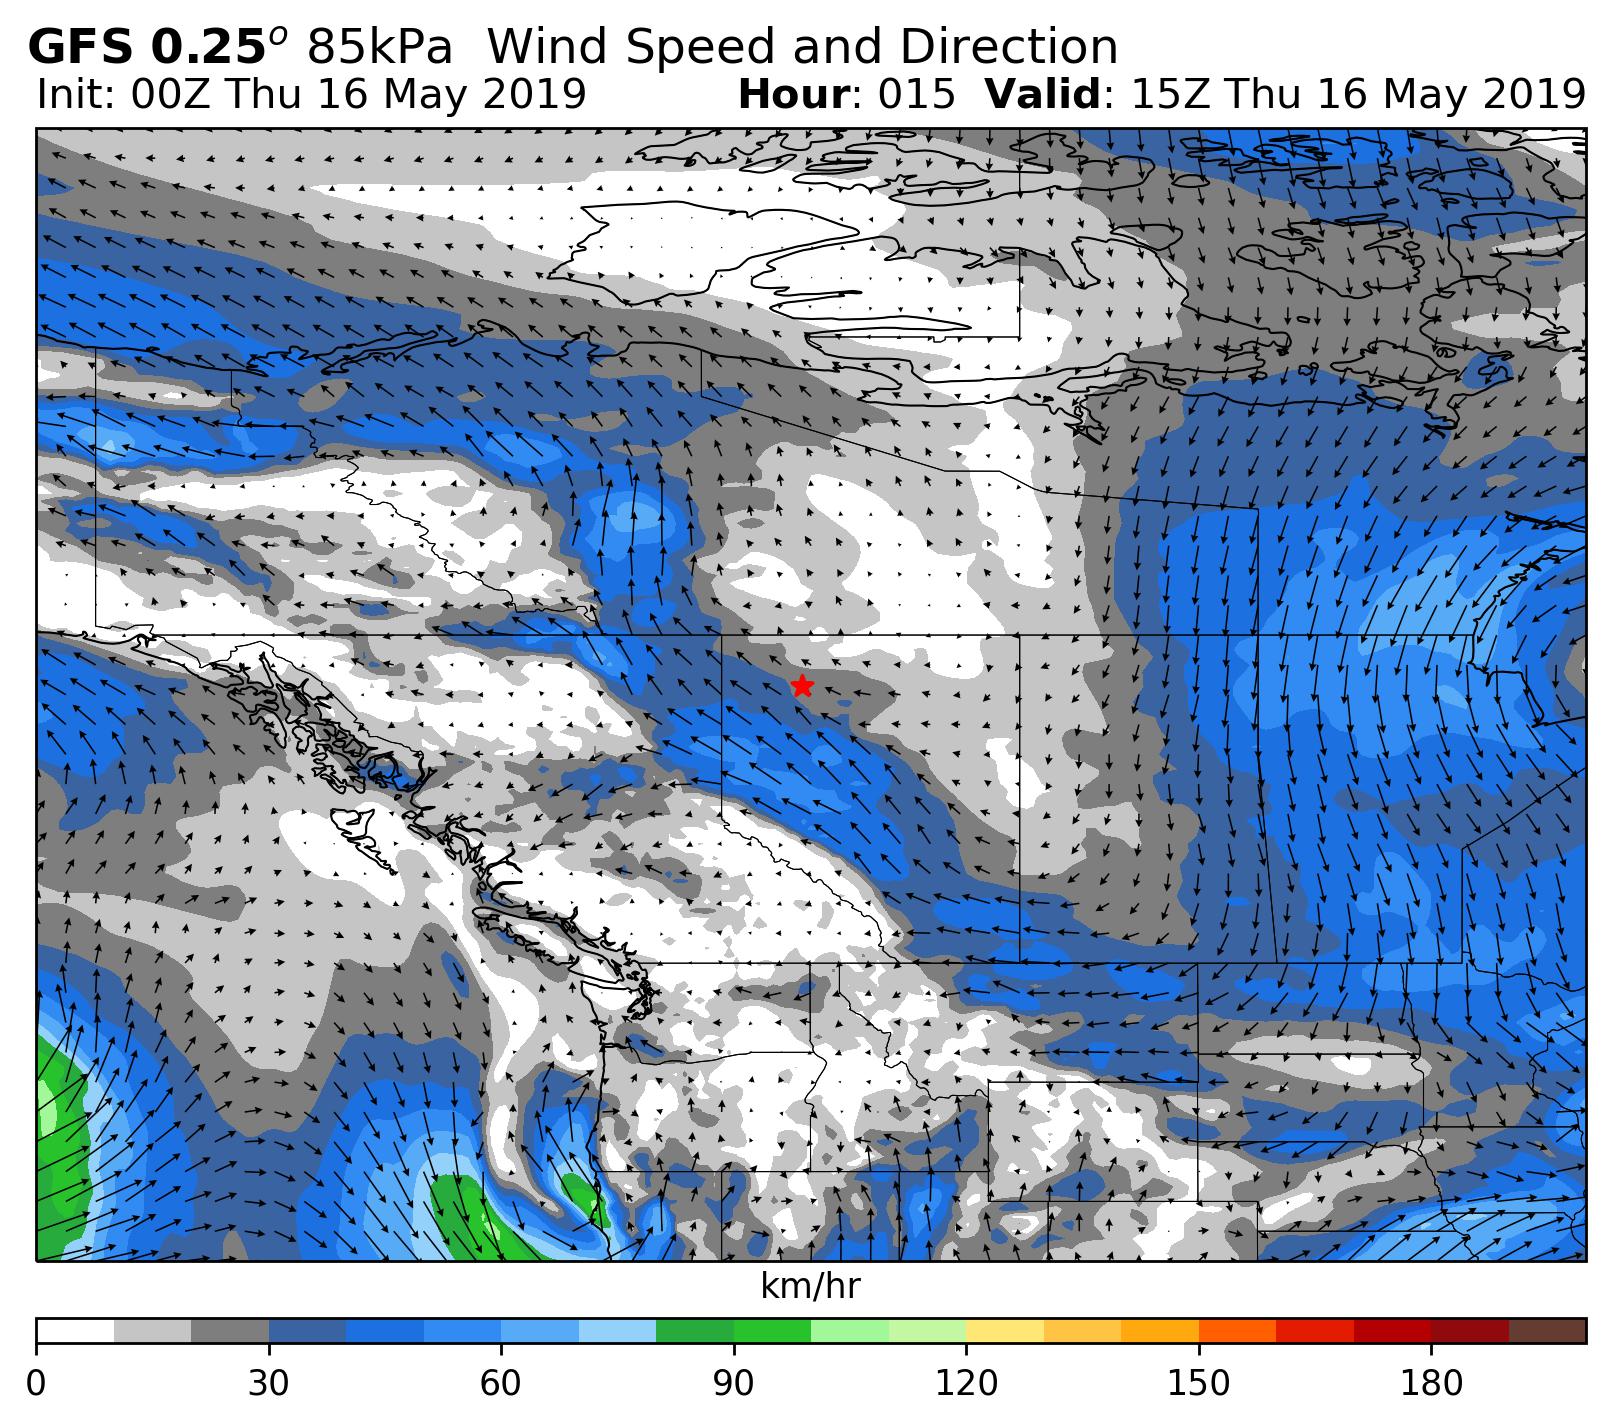 GFS 0.25° 85kPa Wind Speed and Direction
Init: 00Z Thu 16 May 2019 Hour: 015 Valid: 15Z Thu 16 May 2019
km/hr
0 30 60 90 120 150 180